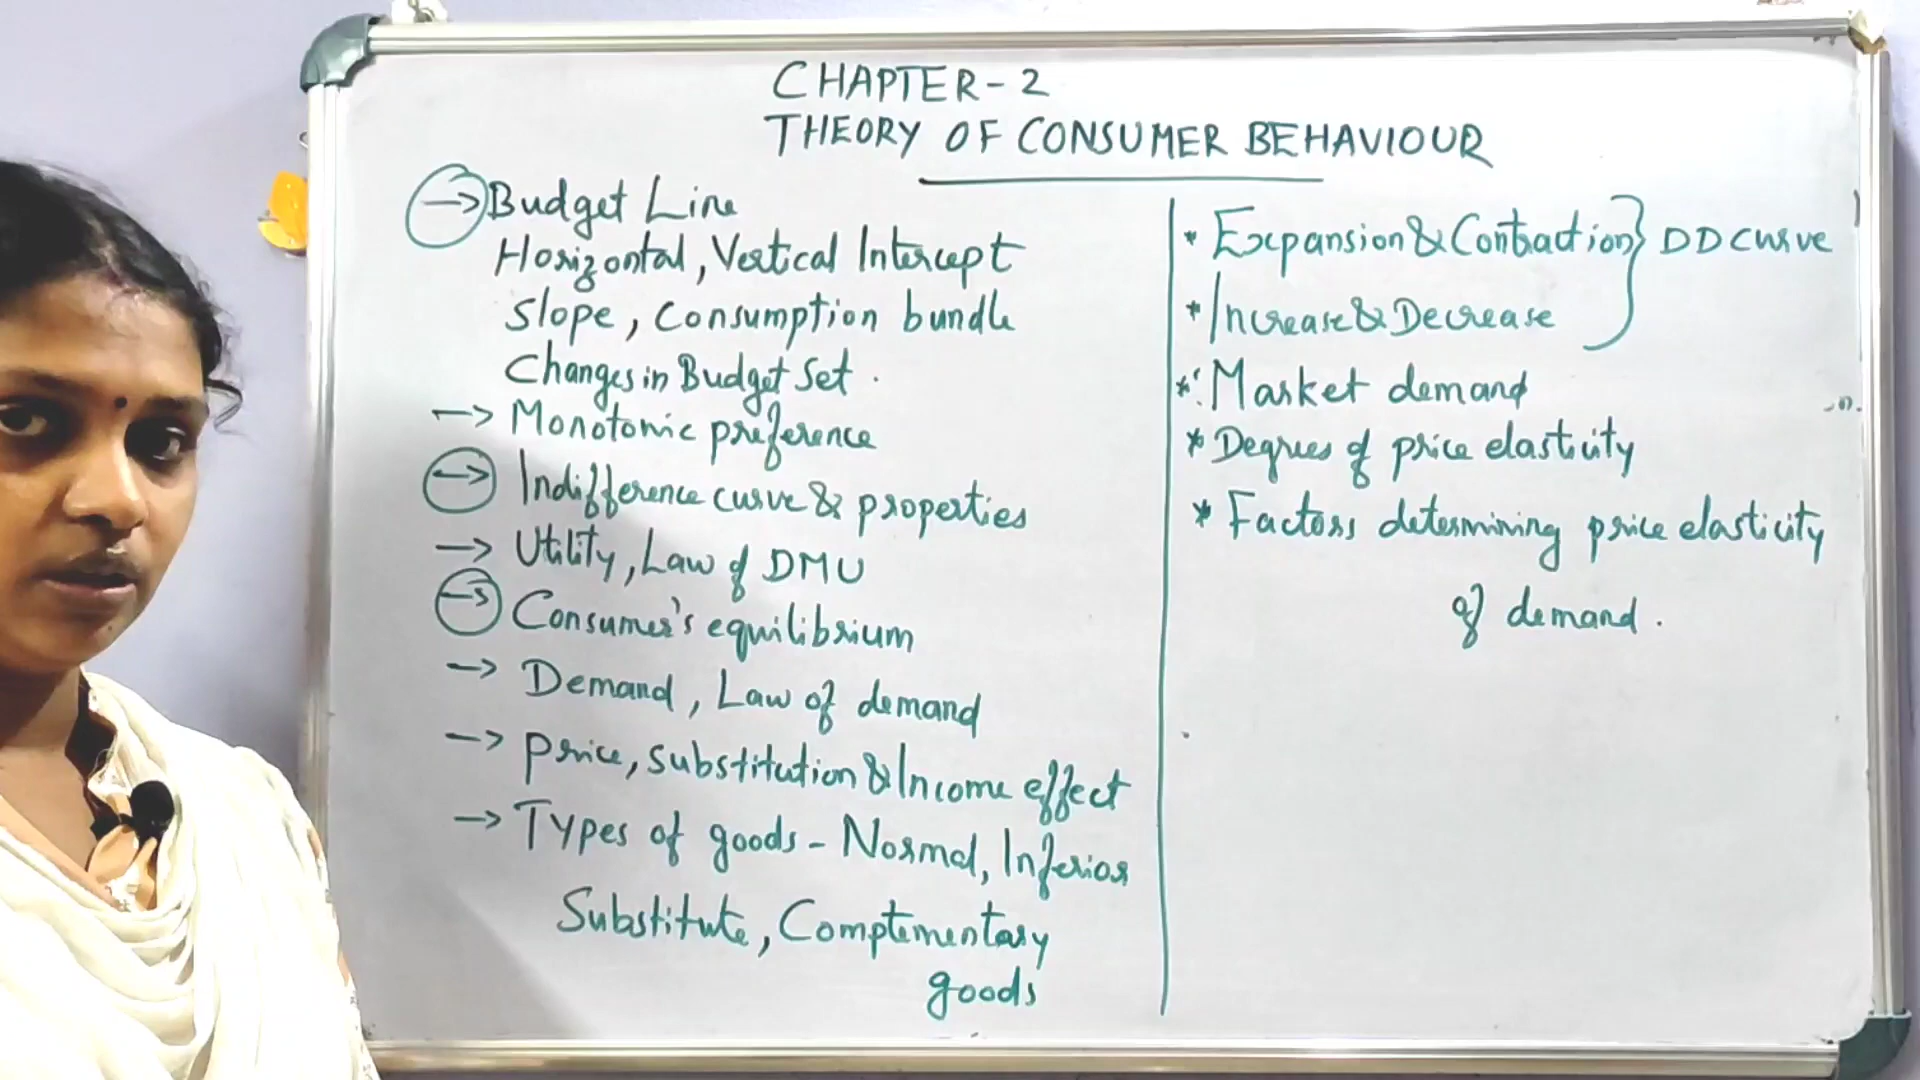 CHAPTER-2
THEORY OF CONSUMER BEHAVIOUR
→ Budget Line
Horizontal, Vertical Intercept
Slope, Consumption bundle
Changes in Budget Set.
→ Monotonic preference
→ Indifference curve & properties
→ Utility, Law of DMU
→ Consumer's equilibrium
→ Demand, Law of demand
→ Price, Substitution & Income effect
→ Types of goods - Normal, Inferior
Substitute, Complementary
goods
* Expansion & Contraction } DD curve
* Increase & Decrease
* Market demand
* Degrees of price elasticity
* Factors determining price elasticity
of demand.